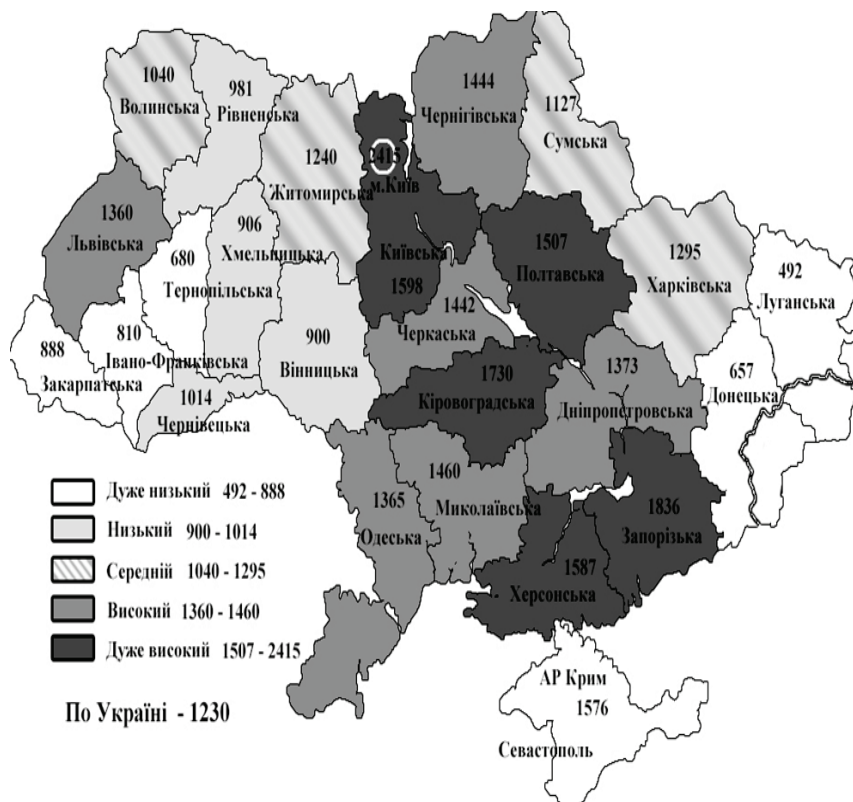 1040
Волинська
981
Рівненська
1240
Житомирська
2415
м.Київ
1444
Чернігівська
1127
Сумська
1360
Львівська
680
Тернопільська
906
Хмельницька
Київська
1598
1507
Полтавська
1295
Харківська
492
Луганська
888
Закарпатська
810
Івано-Франківська
1014
Чернівецька
900
Вінницька
1442
Черкаська
1730
Кіровоградська
1373
Дніпропетровська
657
Донецька
1365
Одеська
1460
Миколаївська
1587
Херсонська
1836
Запорізька
АР Крим
1576
Севастополь
Дуже низький 492 - 888
Низький 900 - 1014
Середній 1040 - 1295
Високий 1360 - 1460
Дуже високий 1507 - 2415
По Україні - 1230